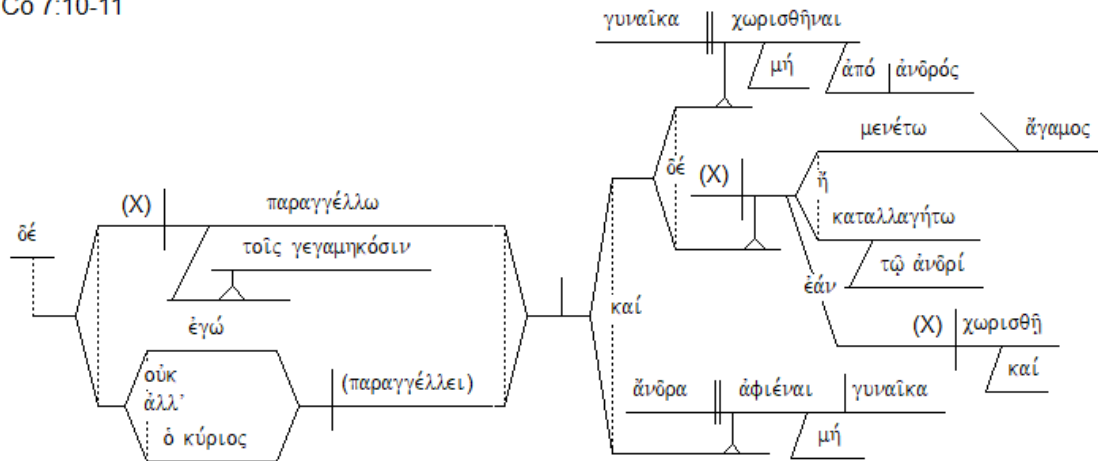 Co 7:10-11
γυναῖκα χωρισθῆναι
μή ἀπό ἀνδρός
μενέτω ἄγαμος
δέ (X) ἤ
(X) παραγγέλλω
καταλλαγήτω
δέ τοῖς γεγαμηκόσιν
τῷ ἀνδρί
ἐάν
καί
ἐγώ (X) χωρισθῇ
καί
οὐκ (παραγγέλλει)
ἄνδρα ἀφιέναι γυναῖκα
ἀλλ'
ὁ κύριος μή